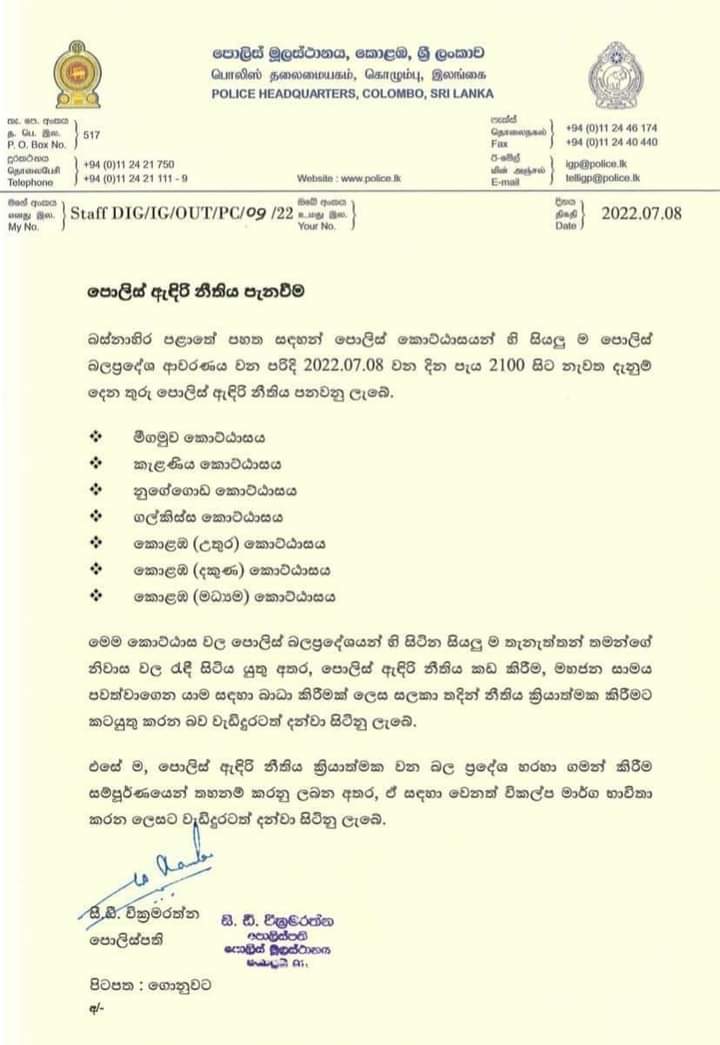 පොලිස් මූලස්ථානය, කොළඹ, ශ්‍රී ලංකාව
பொலிஸ் தலைமையகம், கொழும்பு, இலங்கை
POLICE HEADQUARTERS, COLOMBO, SRI LANKA
තැ. පෙ. අංකය
த. பெ. இல.
P. O. Box No.
517
දුරකථනය
தொலைபேசி
Telephone
+94 (0)11 24 21 750
+94 (0)11 24 21 111 - 9
Website : www.police.lk
ෆැක්ස්
தொலைநகல்
Fax
+94 (0)11 24 46 174
+94 (0)11 24 40 440
ඊ-මේල්
மின் அஞ்சல்
E-mail
igp@police.lk
telligp@police.lk
මගේ අංකය
எனது இல.
My No.
Staff DIG/IG/OUT/PC/09 /22
ඔබේ අංකය
உமது இல.
Your No.
දිනය
திகதி
Date
2022.07.08
පොලිස් ඇඳිරි නීතිය පැනවීම
බස්නාහිර පළාතේ පහත සඳහන් පොලිස් කොට්ඨාසයන් හි සියලු ම පොලිස්
බලප්‍රදේශ ආවරණය වන පරිදි 2022.07.08 වන දින පැය 2100 සිට නැවත දැනුම්
දෙන තුරු පොලිස් ඇඳිරි නීතිය පනවනු ලැබේ.
❖ මීගමුව කොට්ඨාසය
❖ කැළණිය කොට්ඨාසය
❖ නුගේගොඩ කොට්ඨාසය
❖ ගල්කිස්ස කොට්ඨාසය
❖ කොළඹ (උතුර) කොට්ඨාසය
❖ කොළඹ (දකුණ) කොට්ඨාසය
❖ කොළඹ (මධ්‍යම) කොට්ඨාසය
මෙම කොට්ඨාස වල පොලිස් බලප්‍රදේශයන් හි සිටින සියලු ම තැනැත්තන් තමන්ගේ
නිවාස වල රැඳී සිටිය යුතු අතර, පොලිස් ඇඳිරි නීතිය කඩ කිරීම, මහජන සාමය
පවත්වාගෙන යාම සඳහා බාධා කිරීමක් ලෙස සලකා තදින් නීතිය ක්‍රියාත්මක කිරීමට
කටයුතු කරන බව වැඩිදුරටත් දන්වා සිටිනු ලැබේ.
එසේ ම, පොලිස් ඇඳිරි නීතිය ක්‍රියාත්මක වන බල ප්‍රදේශ හරහා ගමන් කිරීම
සම්පූර්ණයෙන් තහනම් කරනු ලබන අතර, ඒ සඳහා වෙනත් විකල්ප මාර්ග භාවිතා
කරන ලෙසට වැඩිදුරටත් දන්වා සිටිනු ලැබේ.
සී.ඩී. වික්‍රමරත්න
පොලිස්පති
සී. ඩී. වික්‍රමරත්න
පොලිස්පති
පොලිස් මූලස්ථානය
කොළඹ 01.
පිටපත : ගොනුවට
අ/-